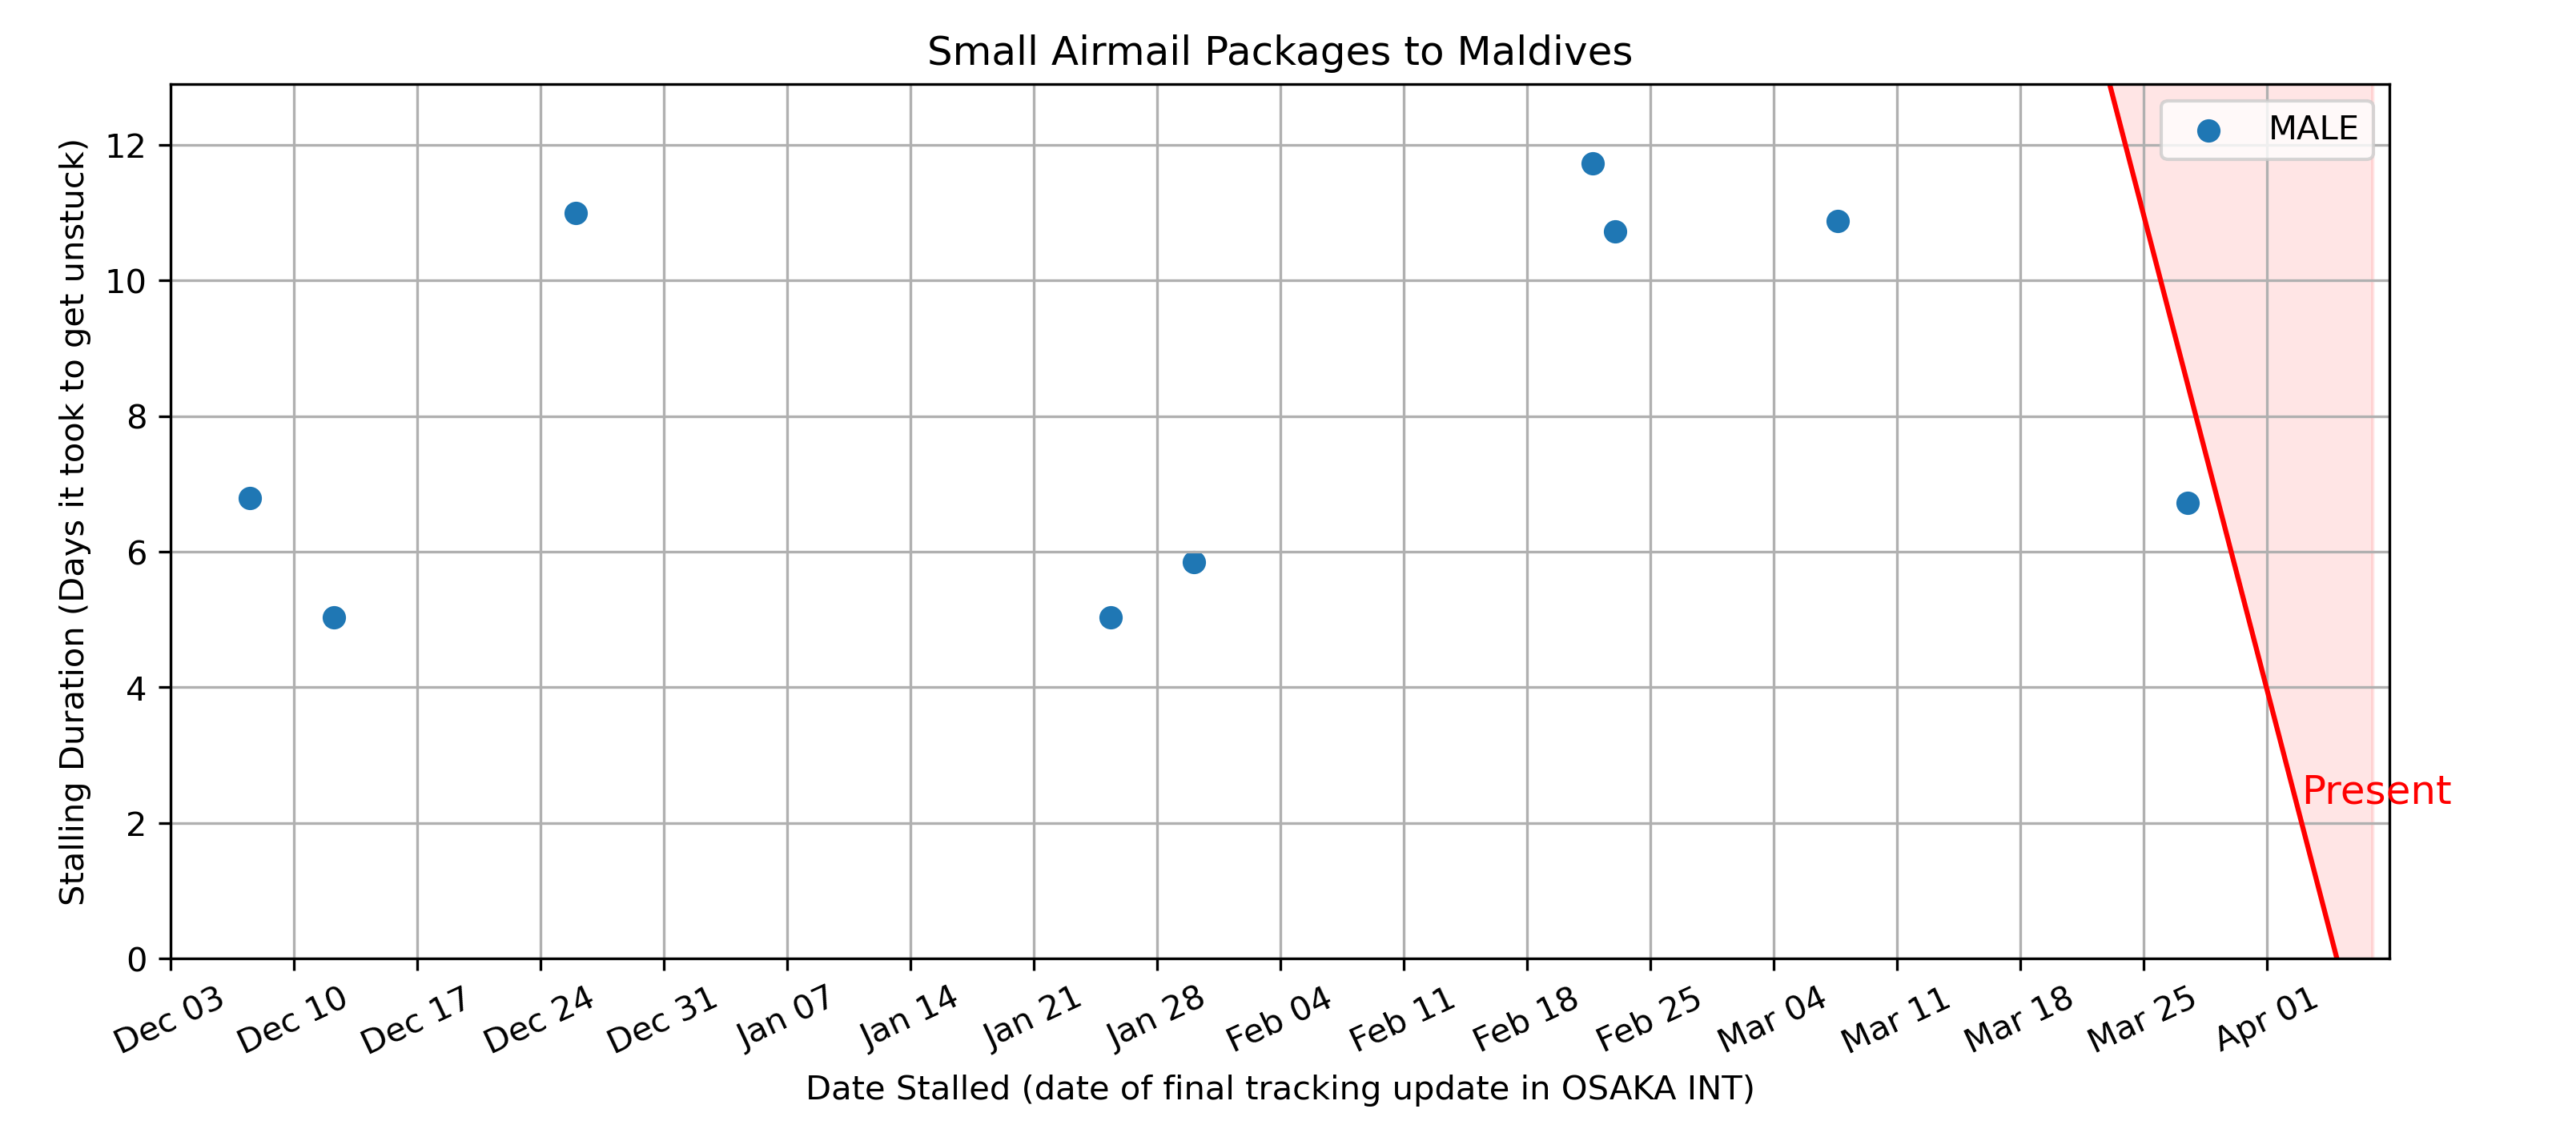 Small Airmail Packages to Maldives
Stalling Duration (Days it took to get unstuck)
12
10
8
6
4
2
0
MALE
Present
Dec 03
Dec 10
Dec 17
Dec 24
Dec 31
Jan 07
Jan 14
Jan 21
Jan 28
Feb 04
Feb 11
Feb 18
Feb 25
Mar 04
Mar 11
Mar 18
Mar 25
Apr 01
Date Stalled (date of final tracking update in OSAKA INT)